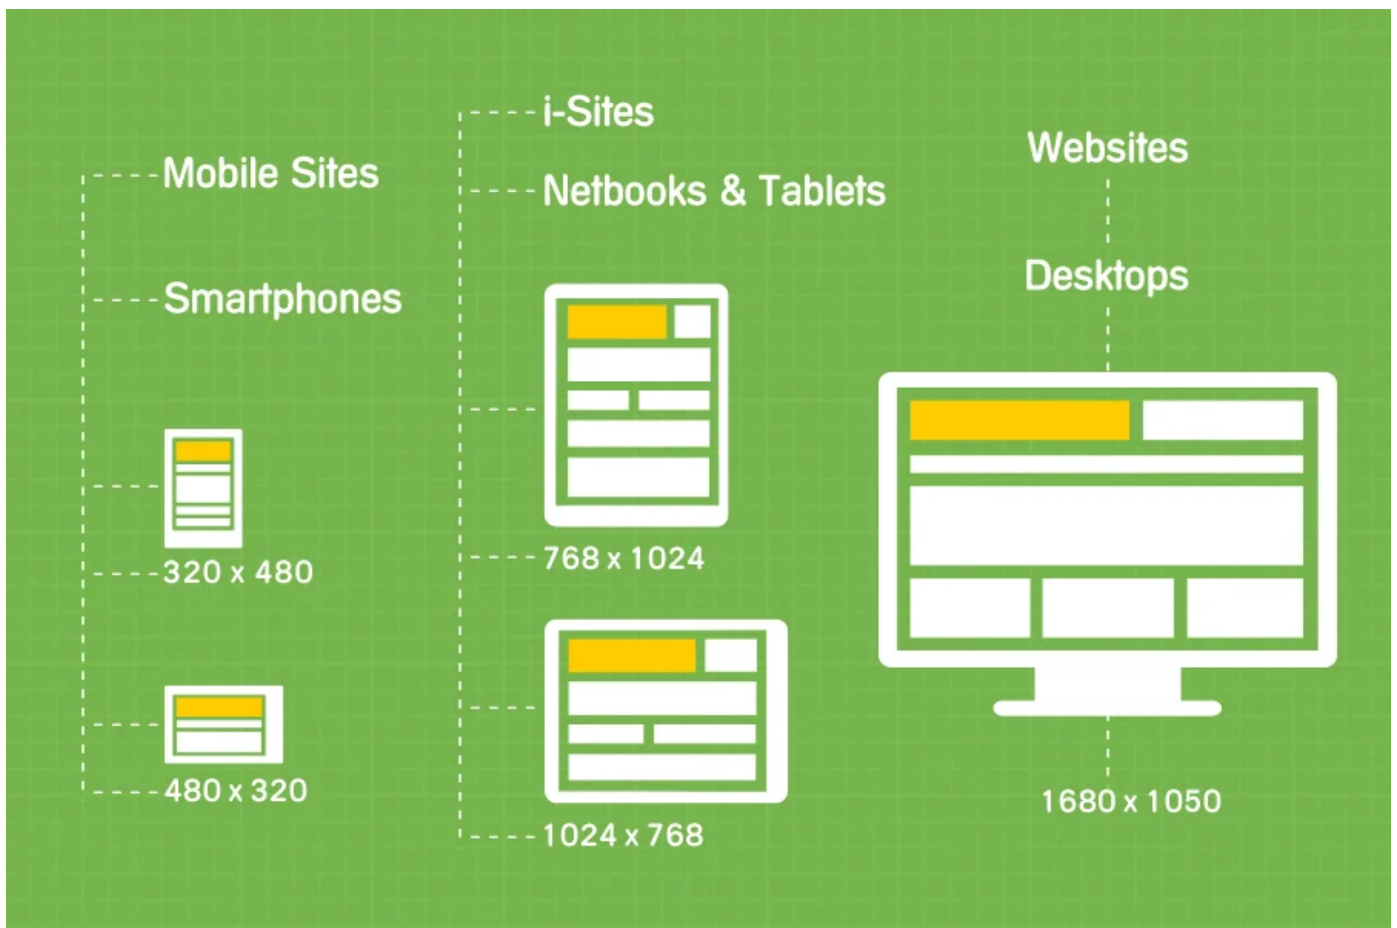 Mobile Sites
Smartphones
320 x 480
480 x 320
i-Sites
Netbooks & Tablets
768 x 1024
1024 x 768
Websites
Desktops
1680 x 1050